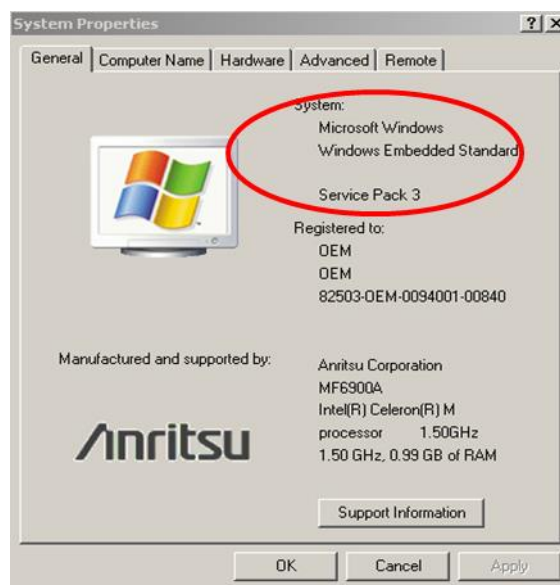 System Properties
General
Computer Name
Hardware
Advanced
Remote
System:
Microsoft Windows
Windows Embedded Standard
Service Pack 3
Registered to:
OEM
OEM
82503-OEM-0094001-00840
Manufactured and supported by:
Anritsu Corporation
MF6900A
Intel(R) Celeron(R) M
processor 1.50GHz
1.50 GHz, 0.99 GB of RAM
Anritsu
Support Information
OK
Cancel
Apply